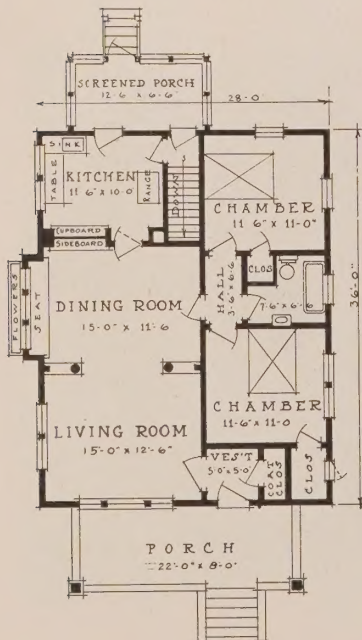 SCREENED PORCH
12-6 x 6-6
28-0
SINK
TABLE
KITCHEN
11-6" x 10-0"
RANGE
DOWN
CHAMBER
11-6" x 11-0"
CUPBOARD
SIDEBOARD
CLOS
HALL
3-6" x 6-6
7-6" x 6-6
36-0"
FLOWERS
SEAT
DINING ROOM
15-0" x 11-6
CHAMBER
11-6" x 11-0
LIVING ROOM
15-0" x 12-6"
VES'T
5-0" x 5-0"
COAT
CLOS
CLOS
PORCH
22-0" x 8-0"